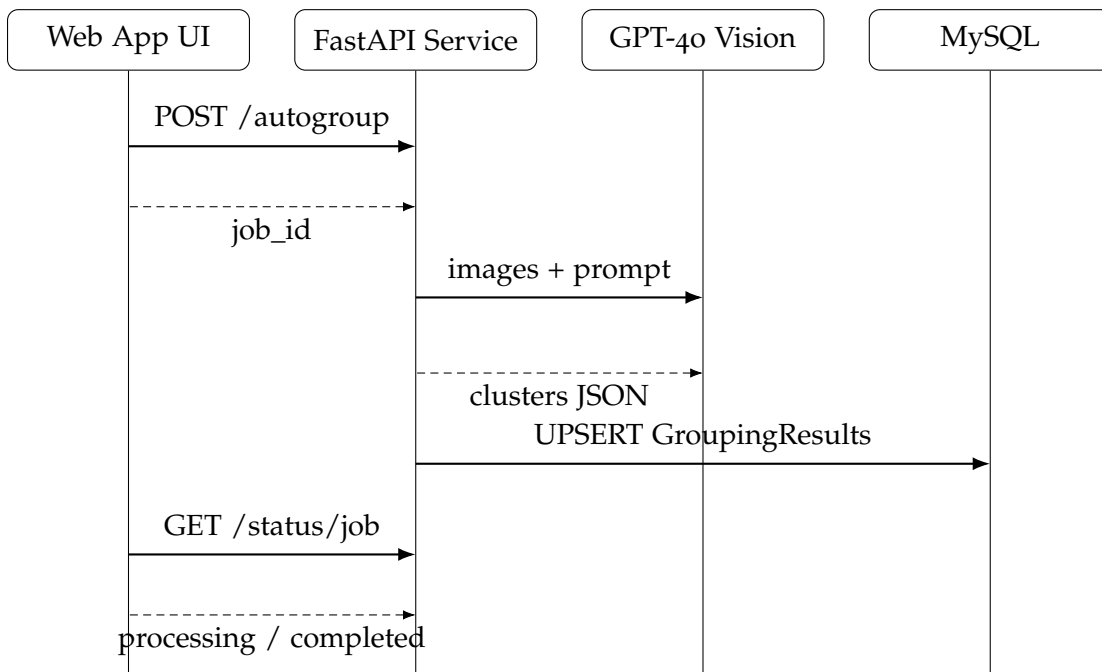 Web App UI
FastAPI Service
GPT-4o Vision
MySQL
POST /autogroup
job_id
images + prompt
clusters JSON
UPSERT GroupingResults
GET /status/job
processing / completed